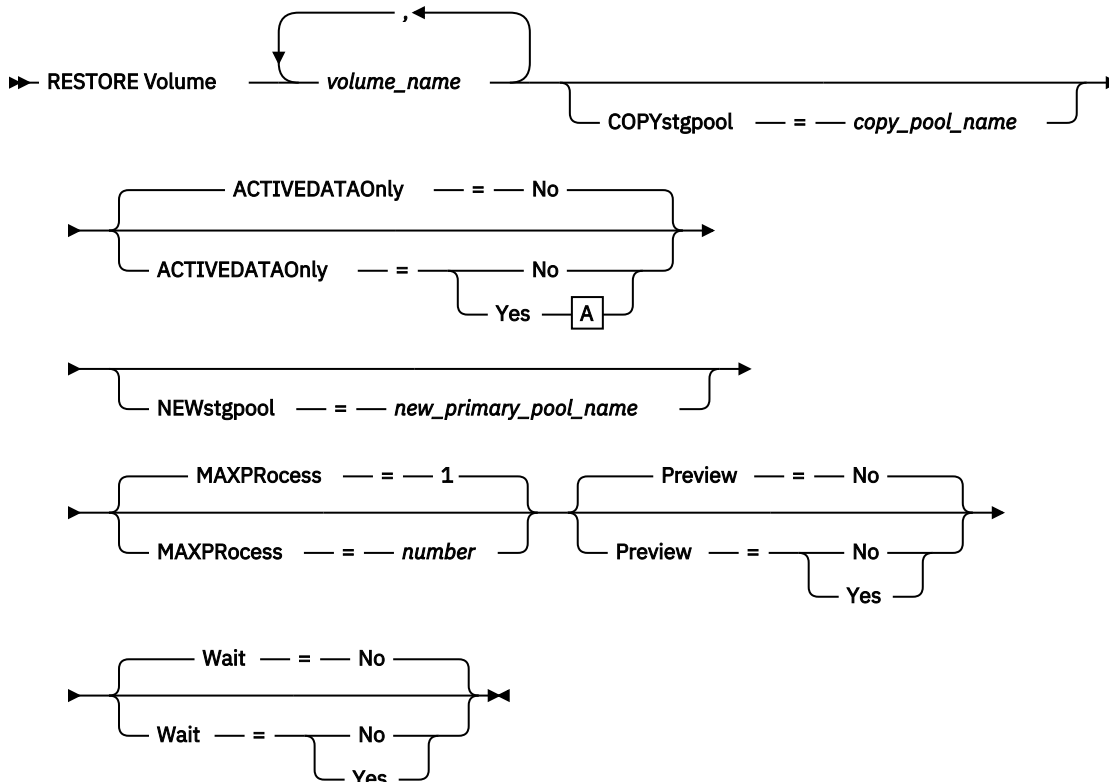 ,
RESTORE Volume volume_name
COPYstgpool = copy_pool_name
ACTIVEDATAOnly = No
ACTIVEDATAOnly = No
Yes A
NEWstgpool = new_primary_pool_name
MAXPRocess = 1 Preview = No
MAXPRocess = number Preview = No
Yes
Wait = No
Wait = No
Yes